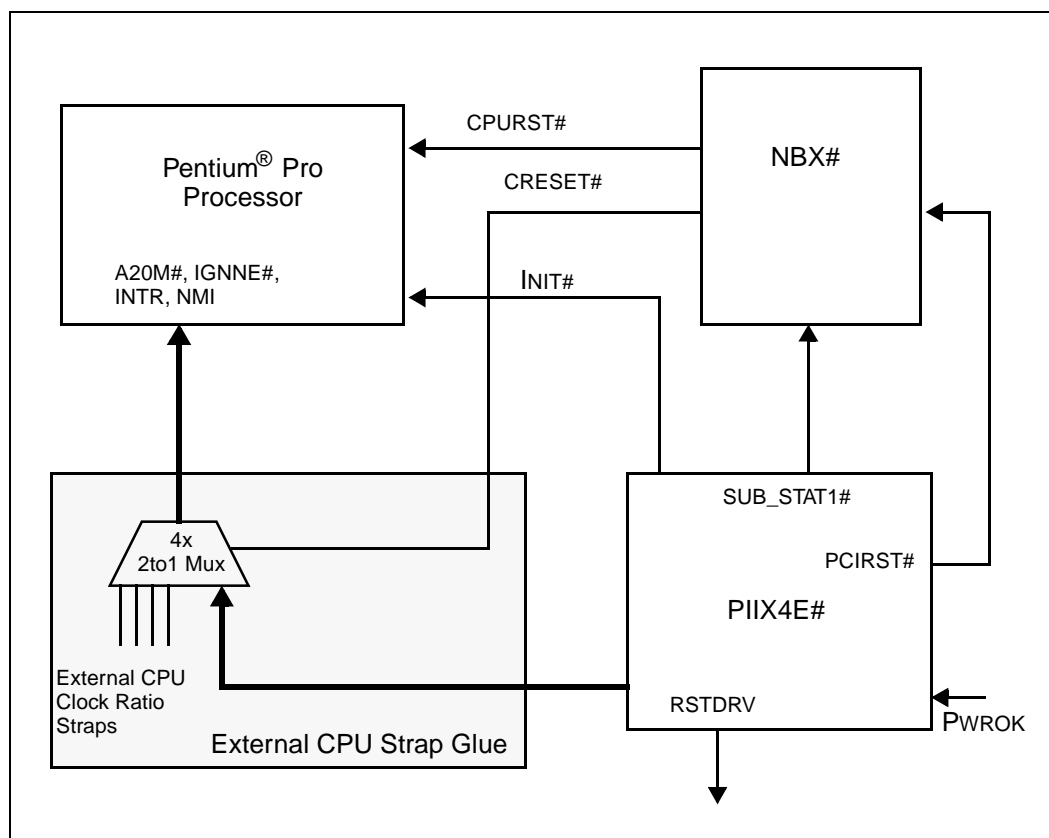 CPURST#
NBX#
Pentium® Pro
Processor
CRESET#
A20M#, IGNNE#,
INTR, NMI
INIT#
SUB_STAT1#
4x
2to1 Mux
PCIRST#
PIIX4E#
External CPU
Clock Ratio
Straps
RSTDRV
PWROK
External CPU Strap Glue